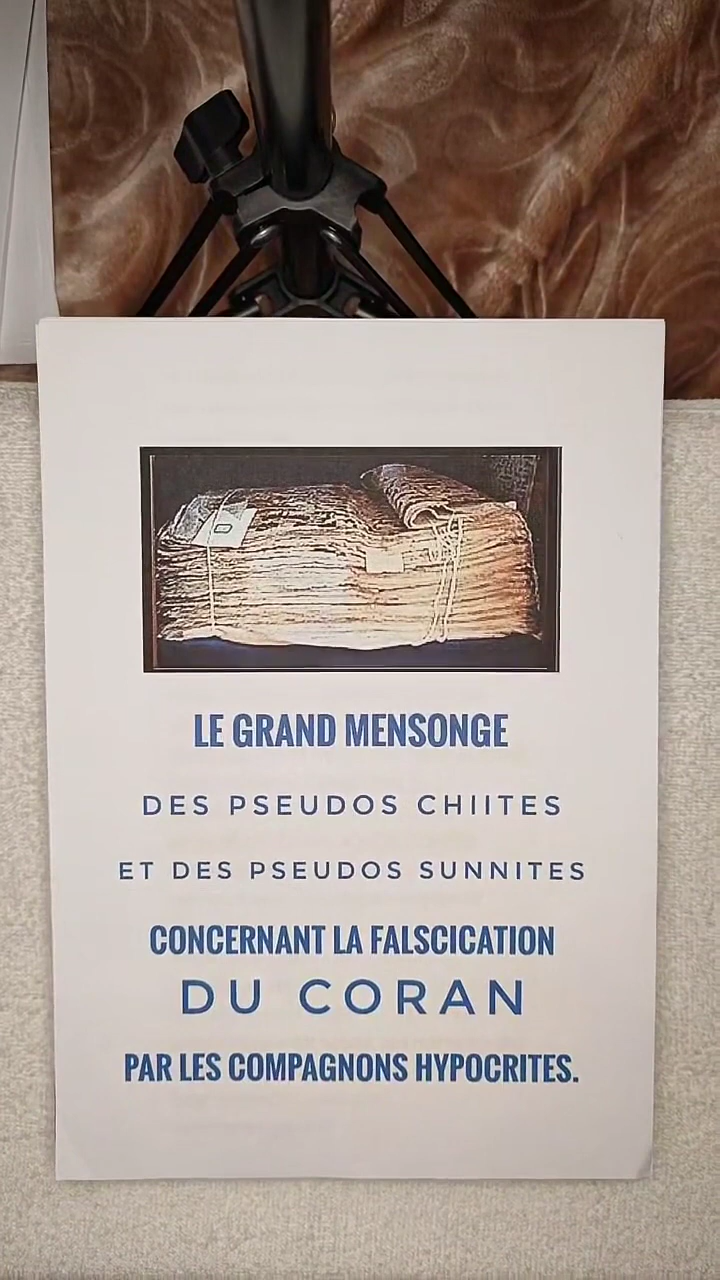 LE GRAND MENSONGE
DES PSEUDOS CHIITES
ET DES PSEUDOS SUNNITES
CONCERNANT LA FALSCICATION
DU CORAN
PAR LES COMPAGNONS HYPOCRITES.